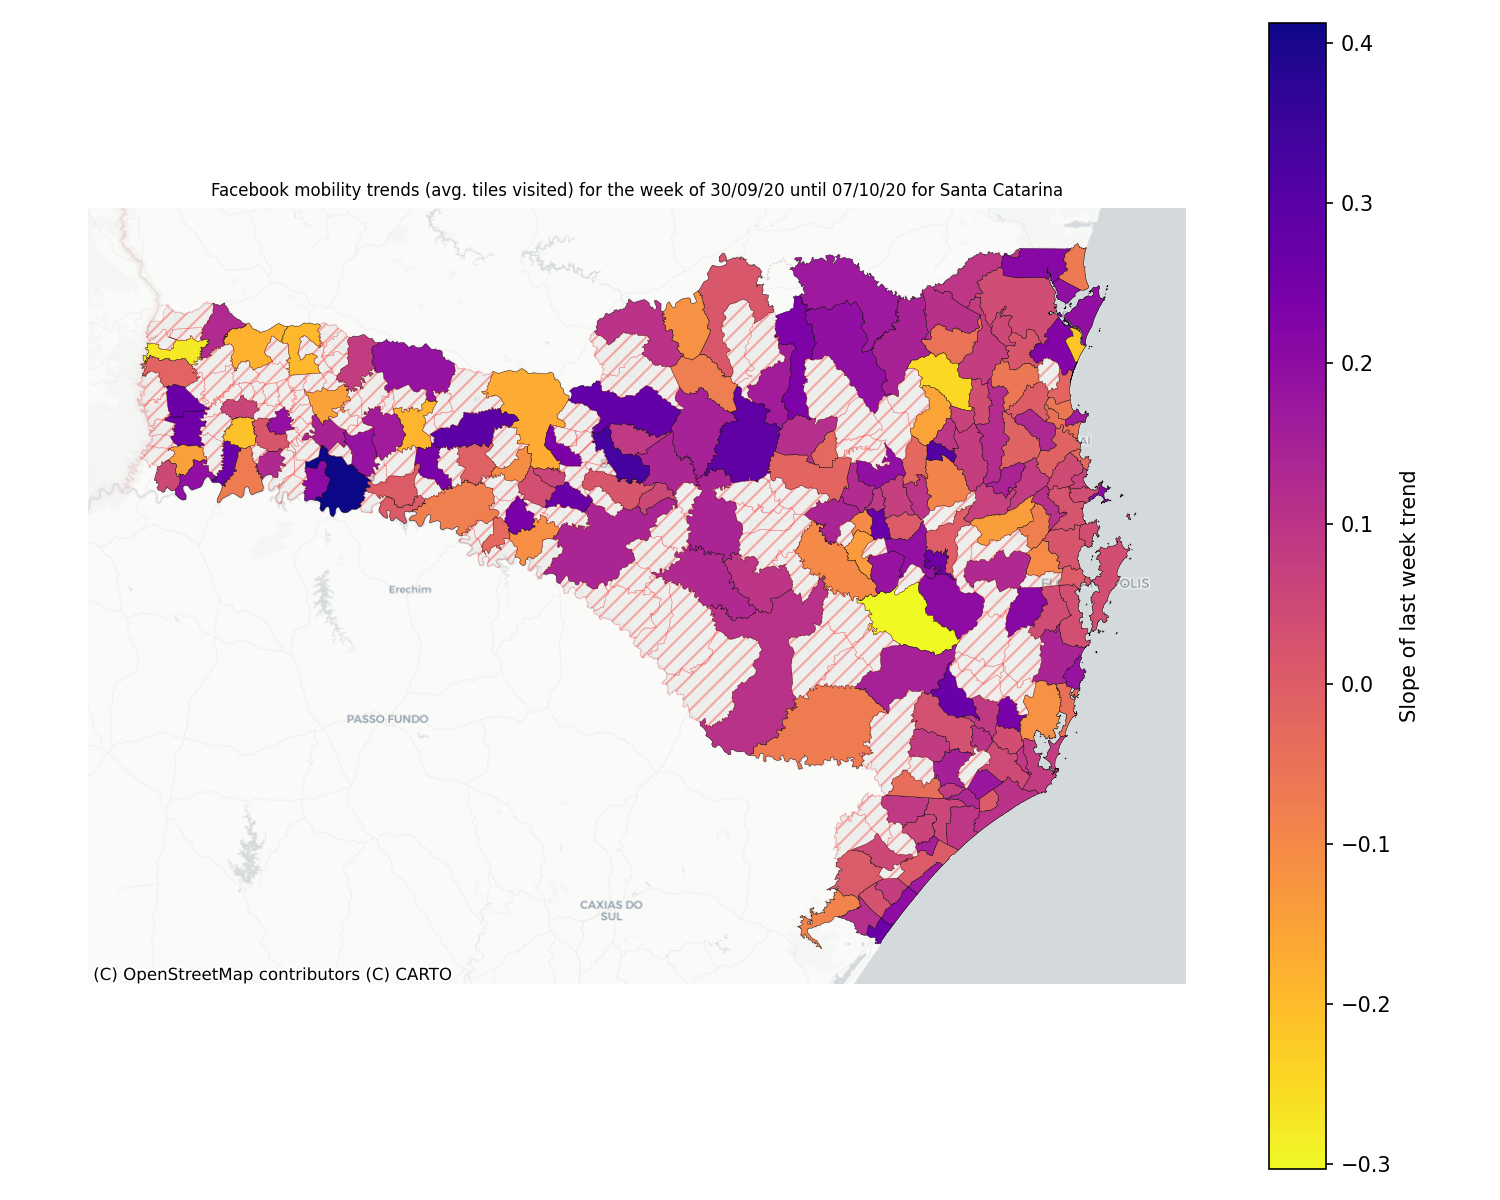 Facebook mobility trends (avg. tiles visited) for the week of 30/09/20 until 07/10/20 for Santa Catarina
Erechim
PASSO FUNDO
CAXIAS DO
SUL
AI
OLIS
(C) OpenStreetMap contributors (C) CARTO
0.4
0.3
0.2
0.1
0.0
−0.1
−0.2
−0.3
Slope of last week trend